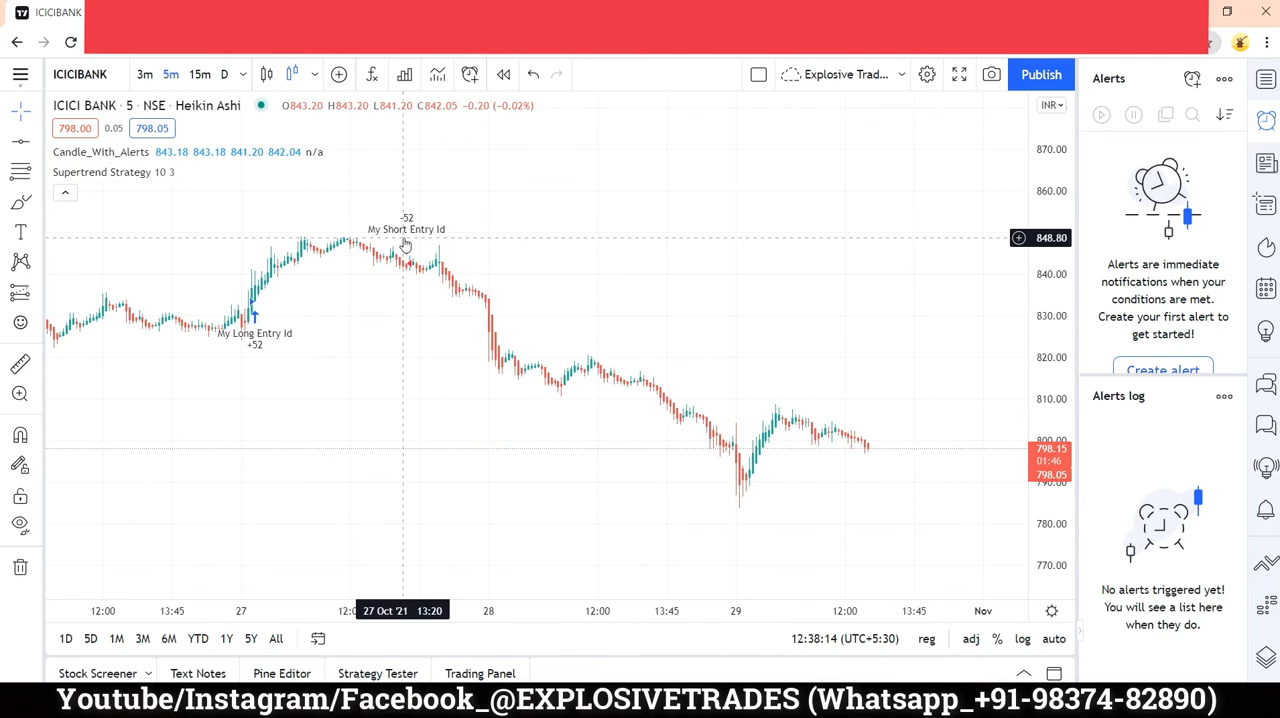 ICICIBANK
ICICIBANK 3m 5m 15m D Explosive Trad... Publish
Alerts
ICICI BANK · 5 · NSE · Heikin Ashi O843.20 H843.20 L841.20 C842.05 −0.20 (−0.02%)
INR
798.00 0.05 798.05
Candle_With_Alerts 843.18 843.18 841.20 842.04 n/a
Supertrend Strategy 10 3
-52
My Short Entry Id
My Long Entry Id
+52
870.00
860.00
848.80
840.00
830.00
820.00
810.00
800.00
798.15
01:46
798.05
790.00
780.00
770.00
Alerts are immediate
notifications when your
conditions are met.
Create your first alert to
get started!
Create alert
Alerts log
No alerts triggered yet!
You will see a list here
when they do.
12:00 13:45 27 12:0 27 Oct '21 13:20 28 12:00 13:45 29 12:00 13:45 Nov
1D 5D 1M 3M 6M YTD 1Y 5Y All 12:38:14 (UTC+5:30) reg adj % log auto
Stock Screener Text Notes Pine Editor Strategy Tester Trading Panel
Youtube/Instagram/Facebook_@EXPLOSIVETRADES (Whatsapp_+91-98374-82890)